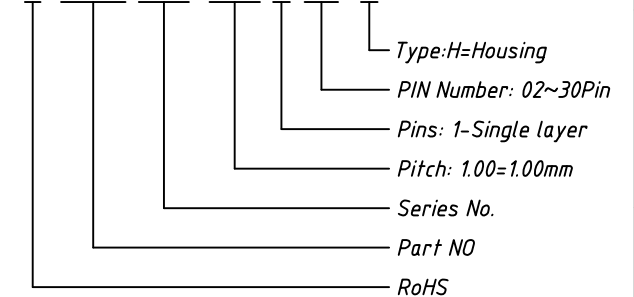 Type:H=Housing
PIN Number: 02~30Pin
Pins: 1-Single layer
Pitch: 1.00=1.00mm
Series No.
Part NO
RoHS